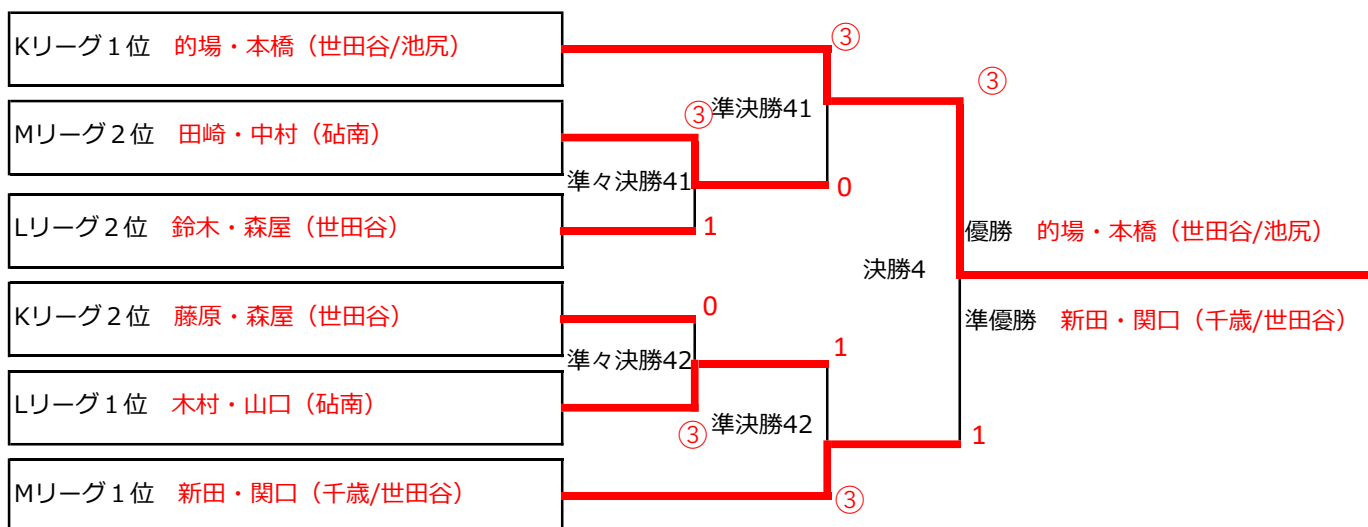 Kリーグ１位　的場・本橋（世田谷/池尻）
③
③
Mリーグ２位　田崎・中村（砧南）
③
準決勝41
準々決勝41
0
Lリーグ２位　鈴木・森屋（世田谷）
1
優勝　的場・本橋（世田谷/池尻）
決勝4
Kリーグ２位　藤原・森屋（世田谷）
0
準優勝　新田・関口（千歳/世田谷）
準々決勝42
1
Lリーグ１位　木村・山口（砧南）
③
準決勝42
1
Mリーグ１位　新田・関口（千歳/世田谷）
③